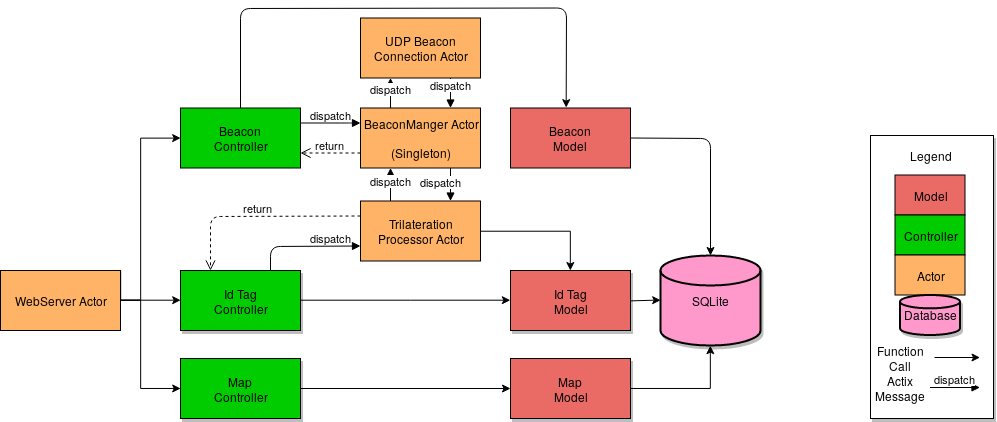 UDP Beacon
Connection Actor
dispatch
dispatch
Beacon
Controller
dispatch
return
BeaconManger Actor
(Singleton)
Beacon
Model
dispatch
dispatch
return
dispatch
Trilateration
Processor Actor
WebServer Actor
Id Tag
Controller
Id Tag
Model
SQLite
Map
Controller
Map
Model
Legend
Model
Controller
Actor
Database
Function
Call
Actix
Message
dispatch